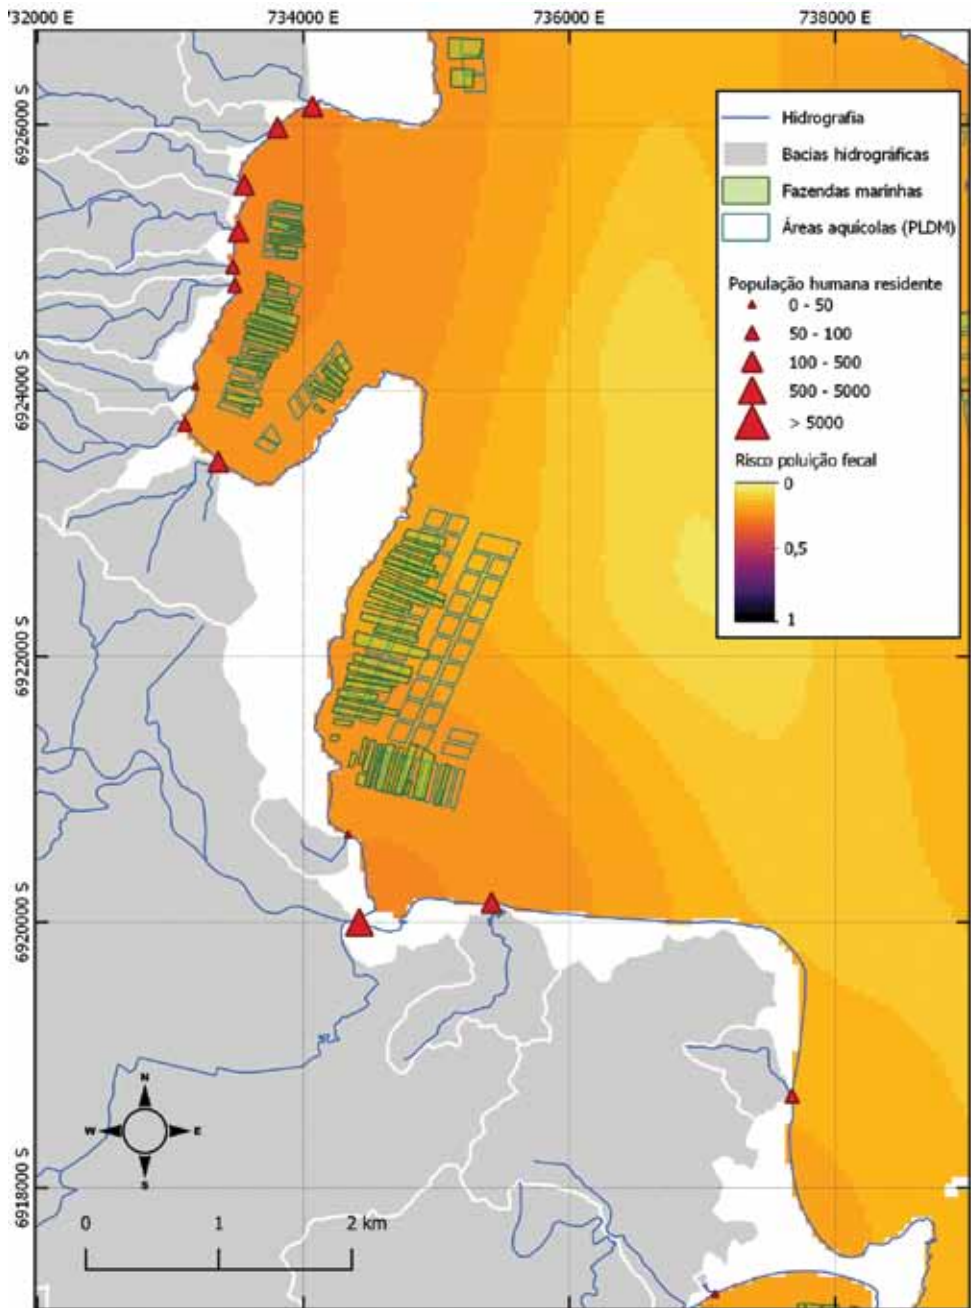 732000 E
734000 E
736000 E
738000 E
6926000 S
6924000 S
6922000 S
6920000 S
6918000 S
Hidrografia
Bacias hidrográficas
Fazendas marinhas
Áreas aquícolas (PLDM)
População humana residente
0 - 50
50 - 100
100 - 500
500 - 5000
> 5000
Risco poluição fecal
0
0,5
1
N
W
E
S
0
1
2 km